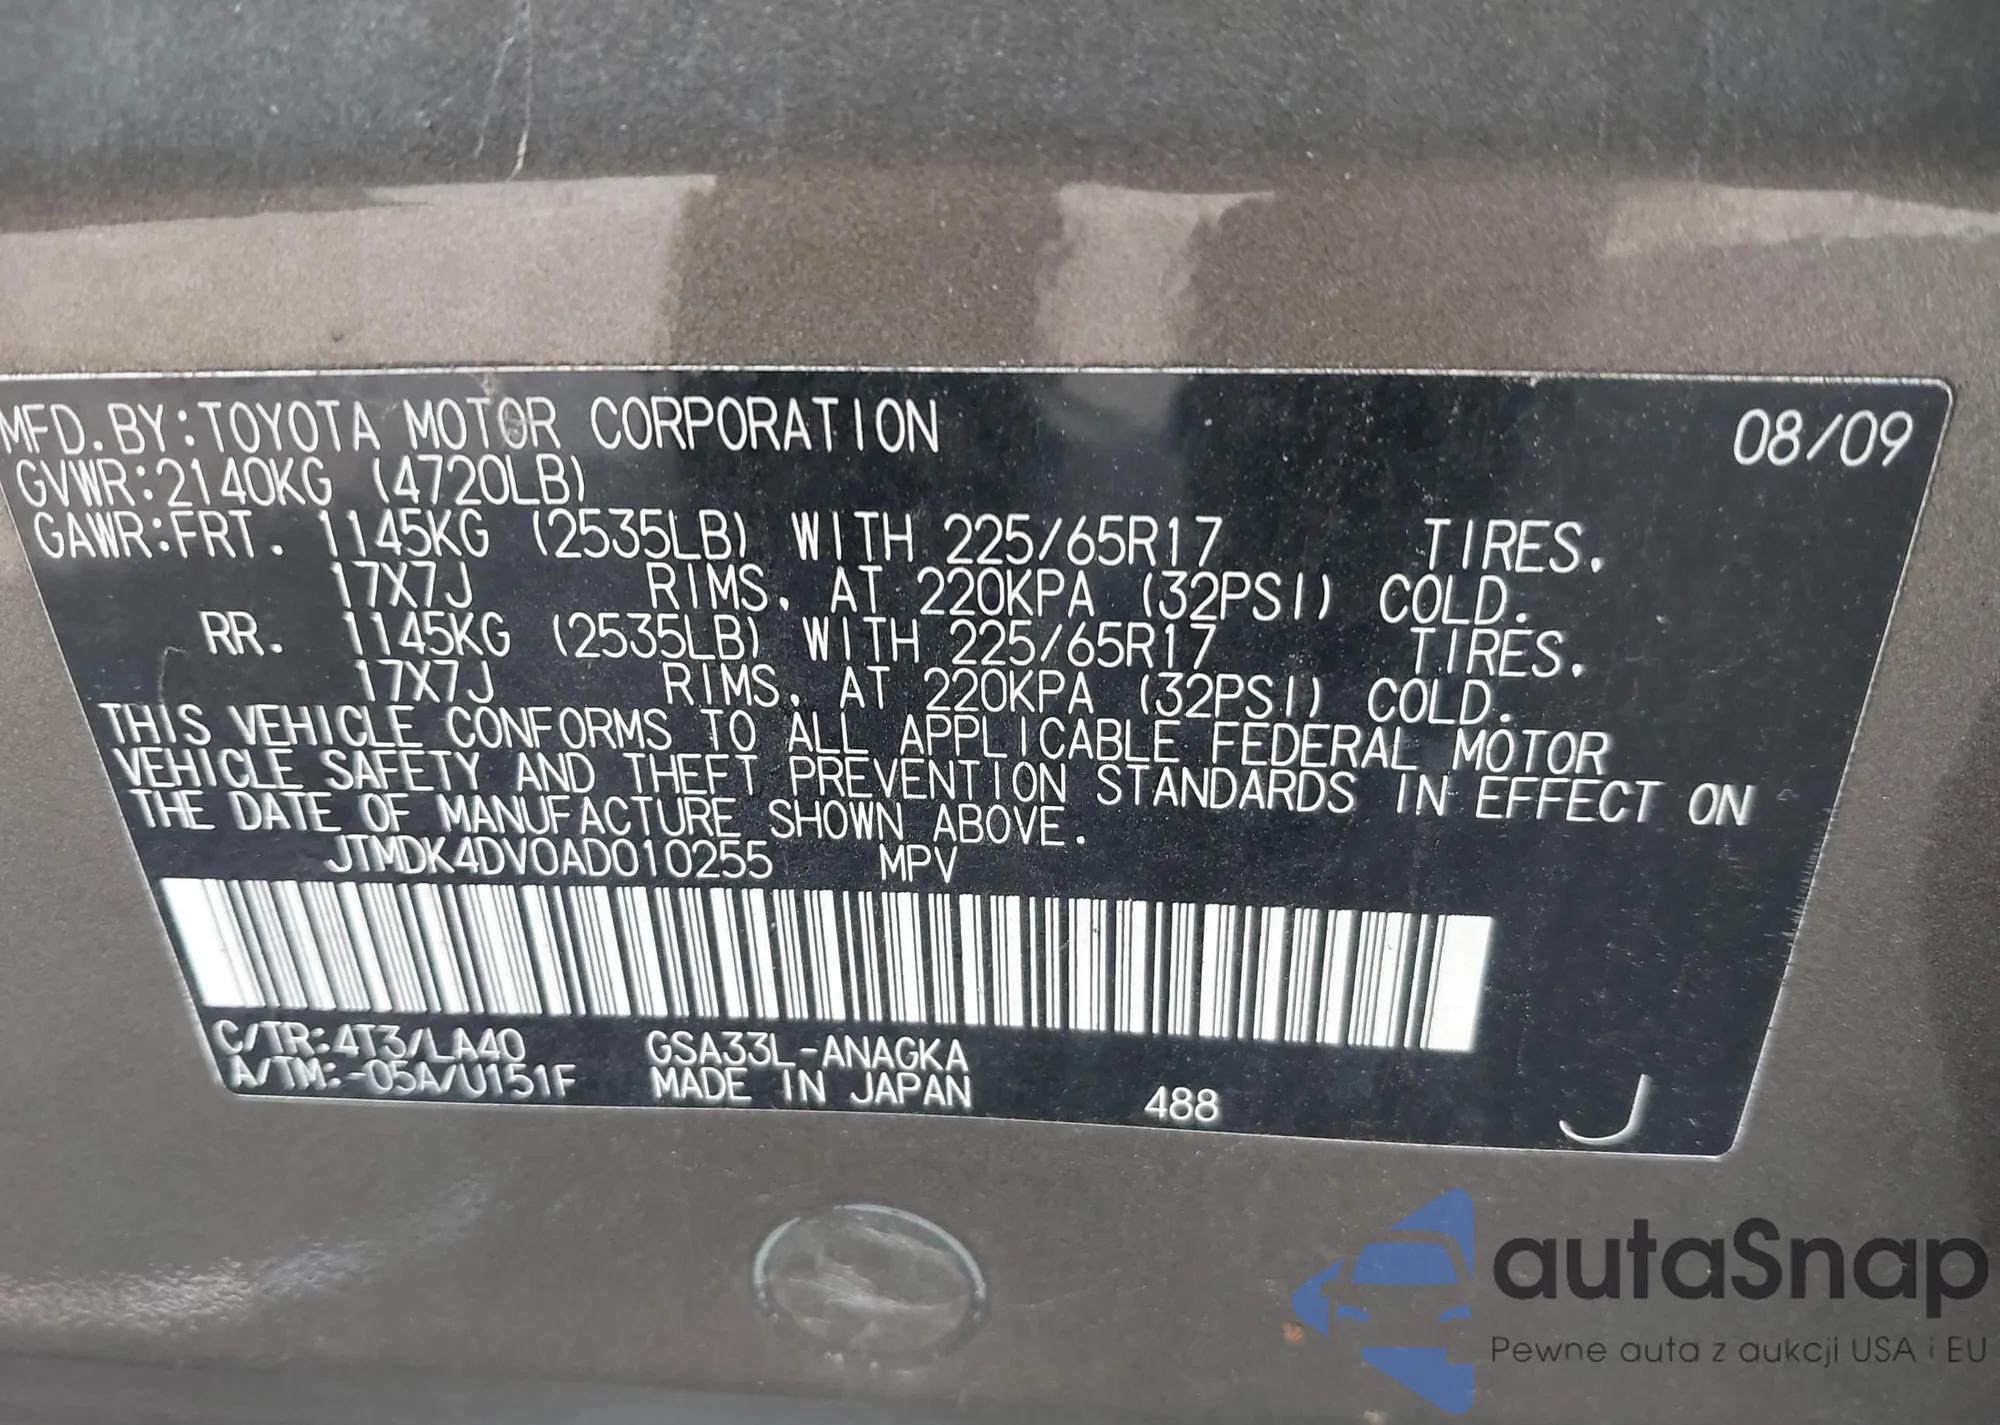 MFD. BY:TOYOTA MOTOR CORPORATION 08/09
GVWR:2140KG (4720LB)
GAWR:FRT. 1145KG (2535LB) WITH 225/65R17 TIRES.
17X7J RIMS. AT 220KPA (32PSI) COLD.
RR. 1145KG (2535LB) WITH 225/65R17 TIRES.
17X7J RIMS. AT 220KPA (32PSI) COLD.
THIS VEHICLE CONFORMS TO ALL APPLICABLE FEDERAL MOTOR
VEHICLE SAFETY AND THEFT PREVENTION STANDARDS IN EFFECT ON
THE DATE OF MANUFACTURE SHOWN ABOVE.
JTMDK4DV0AD010255 MPV
C/TR:4T3/LA40 GSA33L-ANAGKA
A/TM:-05A/U151F MADE IN JAPAN 488 J
autaSnap
Pewne auta z aukcji USA i EU